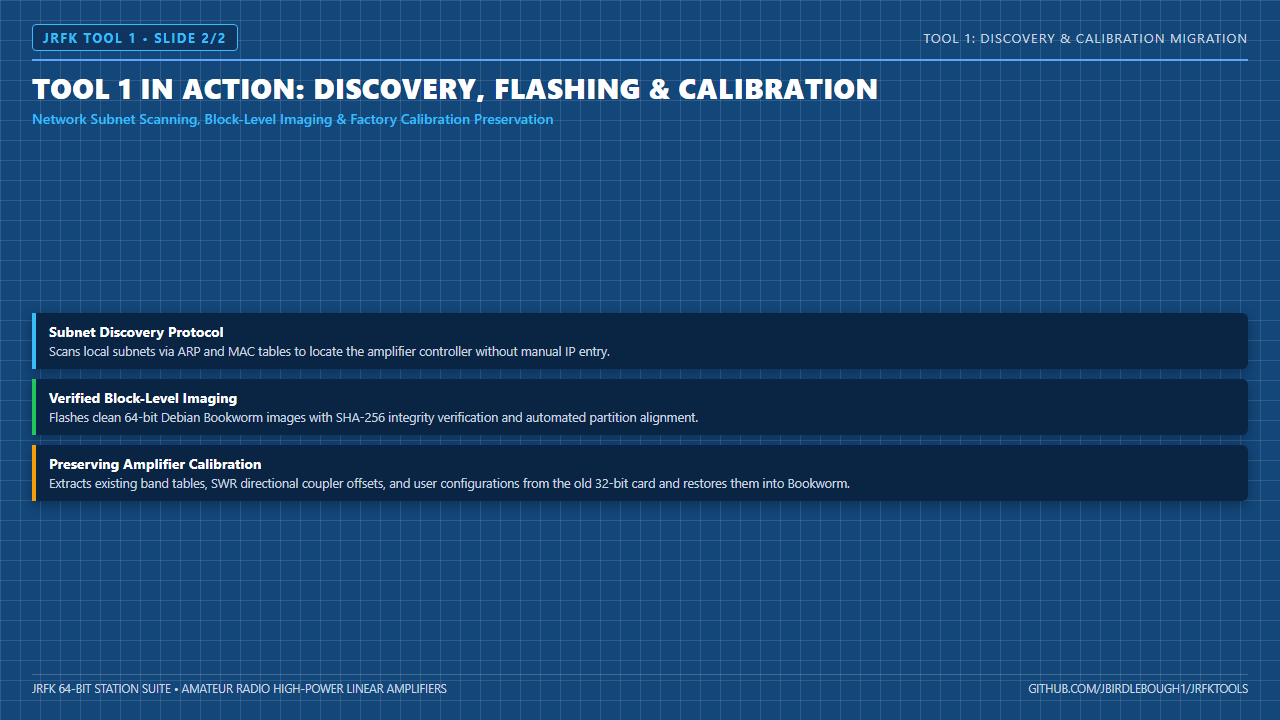 JRFK TOOL 1 • SLIDE 2/2
TOOL 1: DISCOVERY & CALIBRATION MIGRATION
TOOL 1 IN ACTION: DISCOVERY, FLASHING & CALIBRATION
Network Subnet Scanning, Block-Level Imaging & Factory Calibration Preservation
Subnet Discovery Protocol
Scans local subnets via ARP and MAC tables to locate the amplifier controller without manual IP entry.
Verified Block-Level Imaging
Flashes clean 64-bit Debian Bookworm images with SHA-256 integrity verification and automated partition alignment.
Preserving Amplifier Calibration
Extracts existing band tables, SWR directional coupler offsets, and user configurations from the old 32-bit card and restores them into Bookworm.
JRFK 64-BIT STATION SUITE • AMATEUR RADIO HIGH-POWER LINEAR AMPLIFIERS
GITHUB.COM/JBIRDLEBOUGH1/JRFKTOOLS